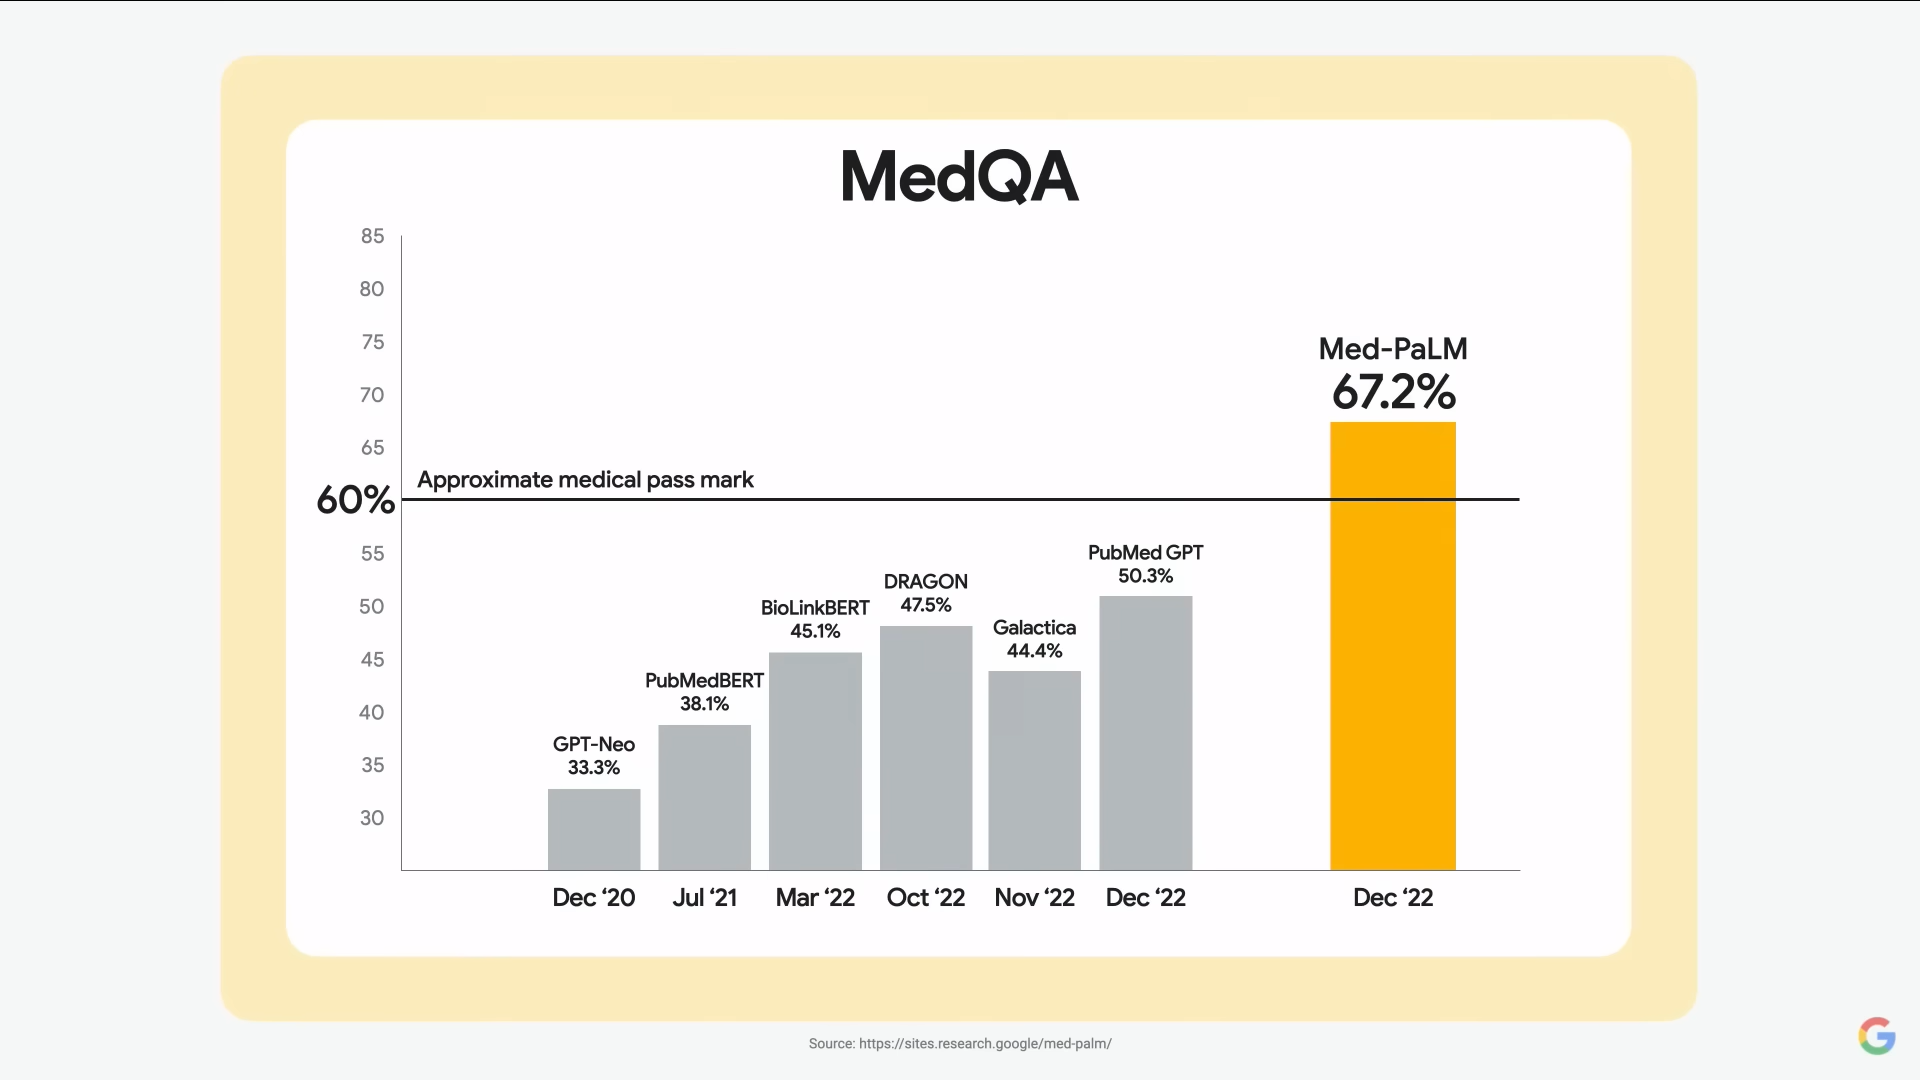 MedQA
85
80
75
70
65
60%
55
50
45
40
35
30
Approximate medical pass mark
GPT-Neo
33.3%
PubMedBERT
38.1%
BioLinkBERT
45.1%
DRAGON
47.5%
Galactica
44.4%
PubMed GPT
50.3%
Med-PaLM
67.2%
Dec ‘20
Jul ‘21
Mar ‘22
Oct ‘22
Nov ‘22
Dec ‘22
Dec ‘22
Source: https://sites.research.google/med-palm/
G